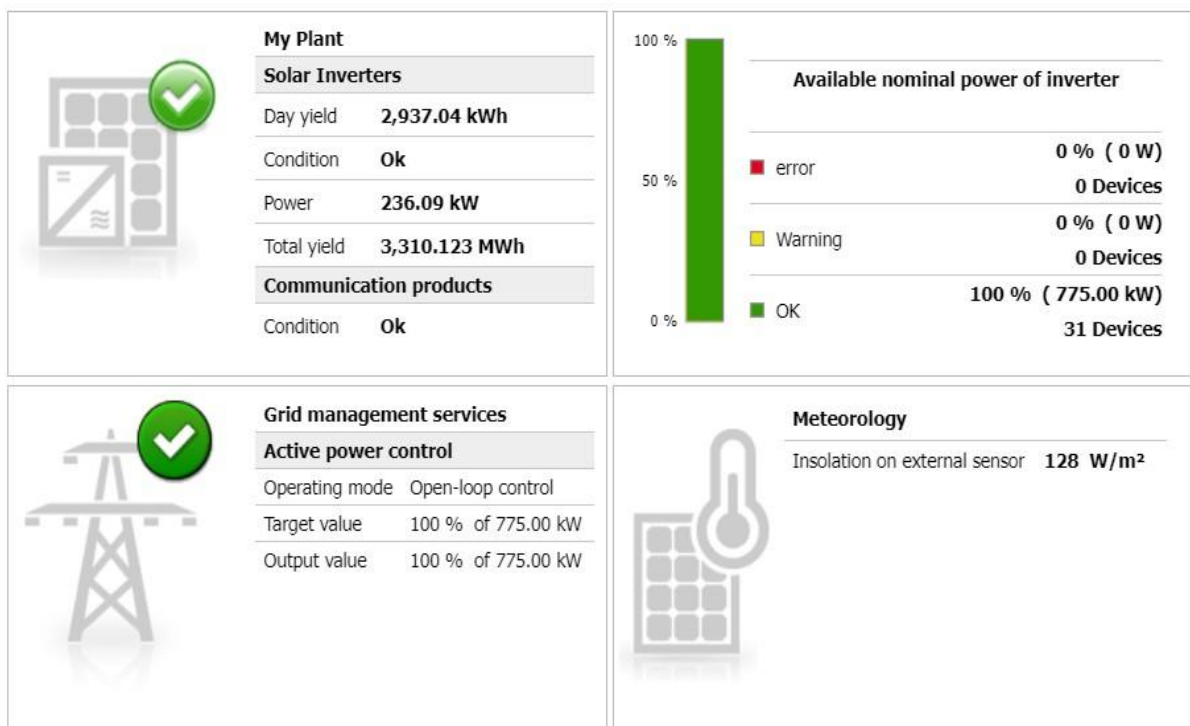 My Plant
Solar Inverters
Day yield 2,937.04 kWh
Condition Ok
Power 236.09 kW
Total yield 3,310.123 MWh
Communication products
Condition Ok
100 %
50 %
0 %
Available nominal power of inverter
error 0 % ( 0 W)
0 Devices
Warning 0 % ( 0 W)
0 Devices
OK 100 % ( 775.00 kW)
31 Devices
Grid management services
Active power control
Operating mode Open-loop control
Target value 100 % of 775.00 kW
Output value 100 % of 775.00 kW
Meteorology
Insolation on external sensor 128 W/m²